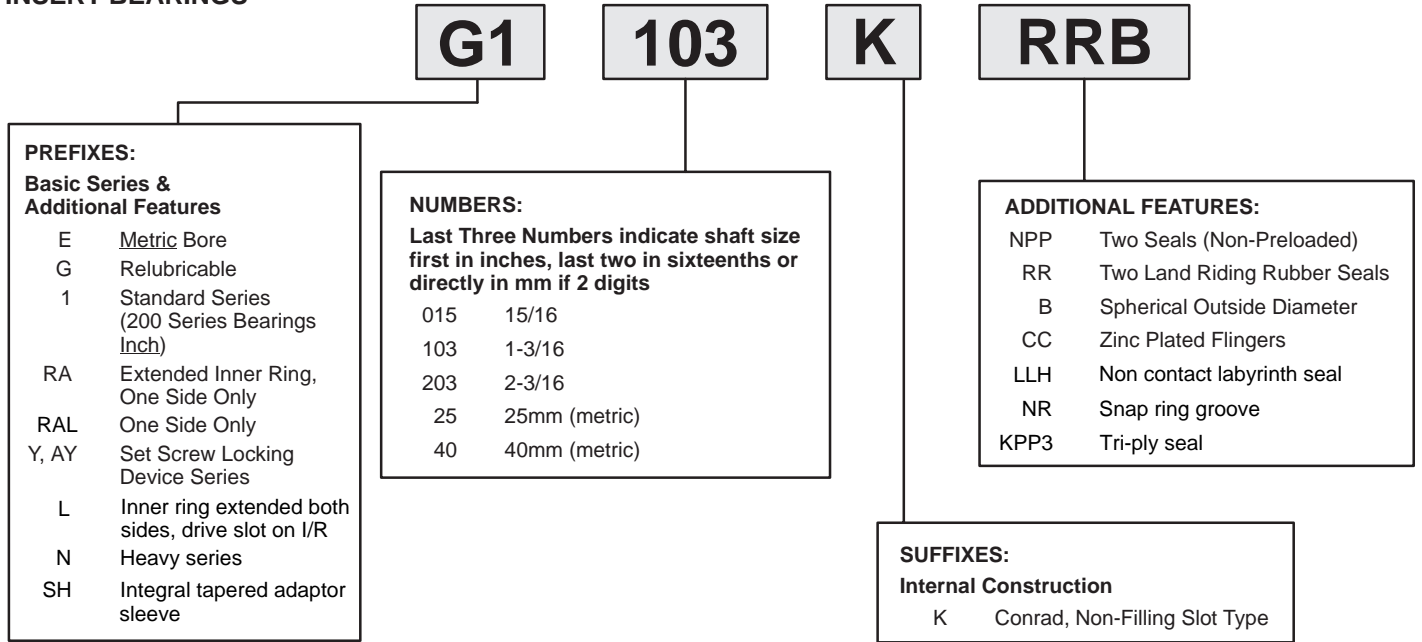 INSERT BEARINGS
G1 103 K RRB
PREFIXES:
Basic Series &
Additional Features
E Metric Bore
G Relubricable
1 Standard Series
(200 Series Bearings
Inch)
RA Extended Inner Ring,
One Side Only
RAL One Side Only
Y, AY Set Screw Locking
Device Series
L Inner ring extended both
sides, drive slot on I/R
N Heavy series
SH Integral tapered adaptor
sleeve
NUMBERS:
Last Three Numbers indicate shaft size
first in inches, last two in sixteenths or
directly in mm if 2 digits
015 15/16
103 1-3/16
203 2-3/16
25 25mm (metric)
40 40mm (metric)
ADDITIONAL FEATURES:
NPP Two Seals (Non-Preloaded)
RR Two Land Riding Rubber Seals
B Spherical Outside Diameter
CC Zinc Plated Flingers
LLH Non contact labyrinth seal
NR Snap ring groove
KPP3 Tri-ply seal
SUFFIXES:
Internal Construction
K Conrad, Non-Filling Slot Type